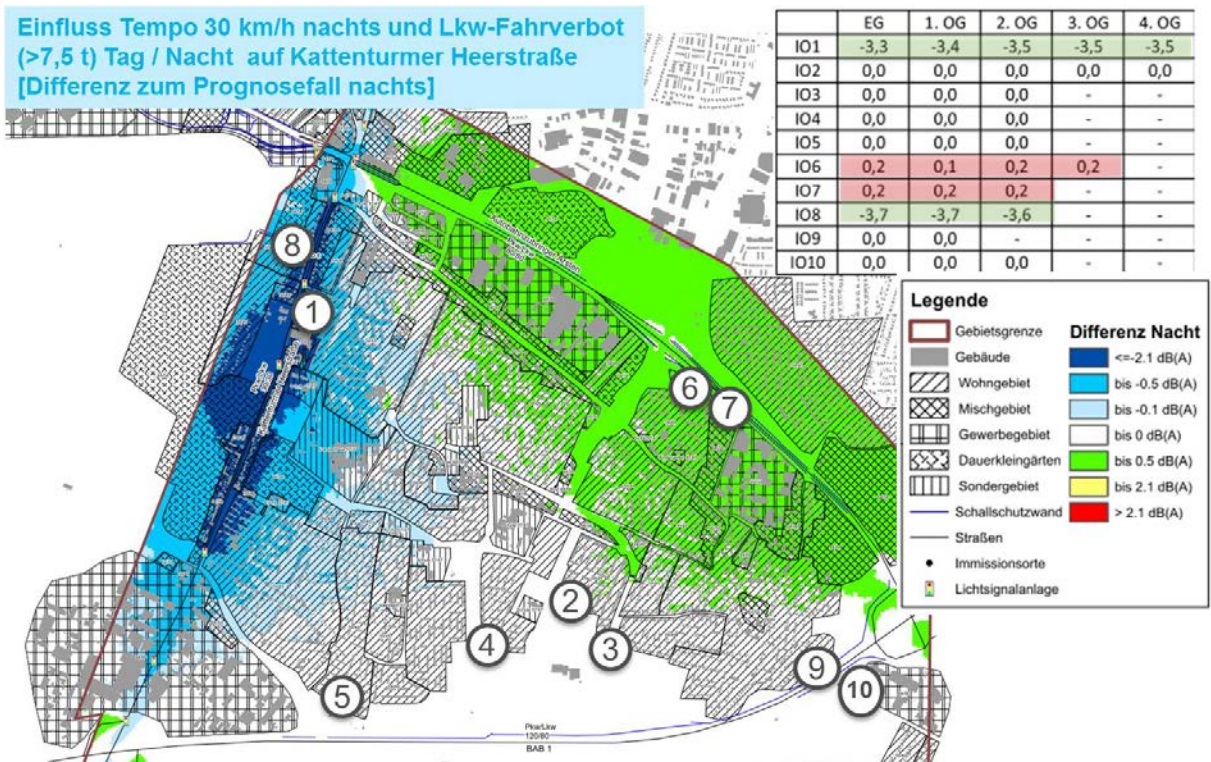 Einfluss Tempo 30 km/h nachts und Lkw-Fahrverbot
(>7,5 t) Tag / Nacht auf Kattenturmer Heerstraße
[Differenz zum Prognosefall nachts]
EG 1. OG 2. OG 3. OG 4. OG
IO1 -3,3 -3,4 -3,5 -3,5 -3,5
IO2 0,0 0,0 0,0 0,0 0,0
IO3 0,0 0,0 0,0 - -
IO4 0,0 0,0 0,0 - -
IO5 0,0 0,0 0,0 - -
IO6 0,2 0,1 0,2 0,2 -
IO7 0,2 0,2 0,2 - -
IO8 -3,7 -3,7 -3,6 - -
IO9 0,0 0,0 - - -
IO10 0,0 0,0 0,0 - -
Legende
Gebietsgrenze
Gebäude
Wohngebiet
Mischgebiet
Gewerbegebiet
Dauerkleingärten
Sondergebiet
Schallschutzwand
Straßen
Immissionsorte
Lichtsignalanlage
Differenz Nacht
<=-2.1 dB(A)
bis -0.5 dB(A)
bis -0.1 dB(A)
bis 0 dB(A)
bis 0.5 dB(A)
bis 2.1 dB(A)
> 2.1 dB(A)
8
1
6
7
2
4
3
5
9
10
Pkw/Lkw
120/80
BAB 1